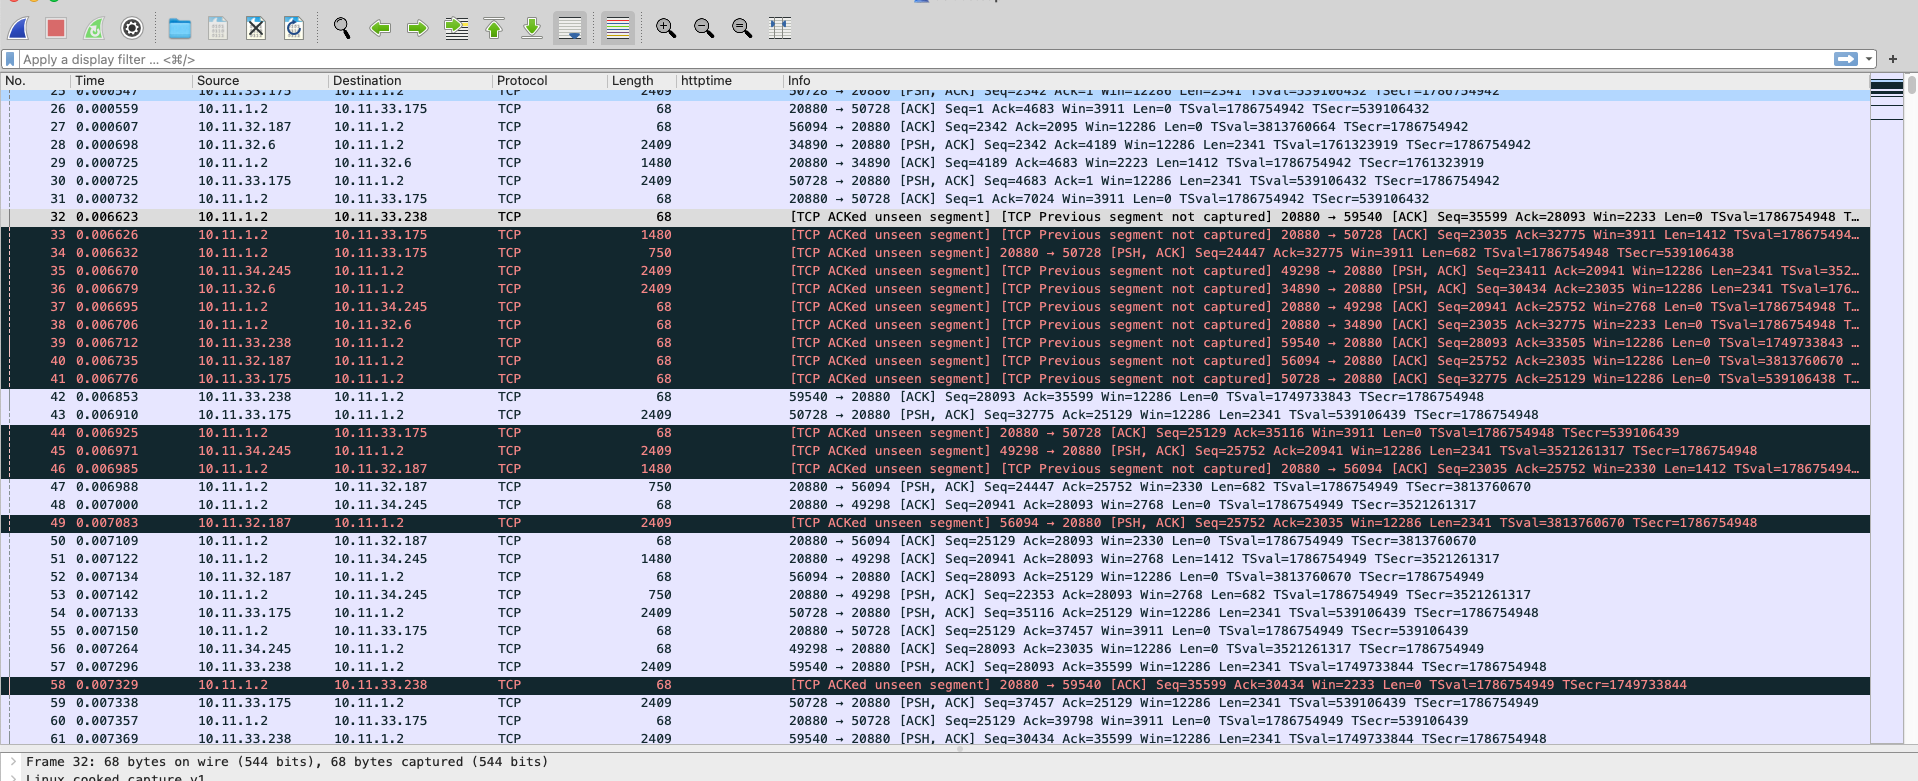 Apply a display filter ... <⌘/>
No. Time Source Destination Protocol Length httptime Info
25 0.000547 10.11.33.175 10.11.1.2 TCP 2409 50728 → 20880 [PSH, ACK] Seq=2342 Ack=1 Win=12286 Len=2341 TSval=539106432 TSecr=1786754942
26 0.000559 10.11.1.2 10.11.33.175 TCP 68 20880 → 50728 [ACK] Seq=1 Ack=4683 Win=3911 Len=0 TSval=1786754942 TSecr=539106432
27 0.000607 10.11.32.187 10.11.1.2 TCP 68 56094 → 20880 [ACK] Seq=2342 Ack=2095 Win=12286 Len=0 TSval=3813760664 TSecr=1786754942
28 0.000698 10.11.32.6 10.11.1.2 TCP 2409 34890 → 20880 [PSH, ACK] Seq=2342 Ack=4189 Win=12286 Len=2341 TSval=1761323919 TSecr=1786754942
29 0.000725 10.11.1.2 10.11.32.6 TCP 1480 20880 → 34890 [ACK] Seq=4189 Ack=4683 Win=2223 Len=1412 TSval=1786754942 TSecr=1761323919
30 0.000725 10.11.33.175 10.11.1.2 TCP 2409 50728 → 20880 [PSH, ACK] Seq=4683 Ack=1 Win=12286 Len=2341 TSval=539106432 TSecr=1786754942
31 0.000732 10.11.1.2 10.11.33.175 TCP 68 20880 → 50728 [ACK] Seq=1 Ack=7024 Win=3911 Len=0 TSval=1786754942 TSecr=539106432
32 0.006623 10.11.1.2 10.11.33.238 TCP 68 [TCP ACKed unseen segment] [TCP Previous segment not captured] 20880 → 59540 [ACK] Seq=35599 Ack=28093 Win=2233 Len=0 TSval=1786754948 T…
33 0.006626 10.11.1.2 10.11.33.175 TCP 1480 [TCP ACKed unseen segment] [TCP Previous segment not captured] 20880 → 50728 [ACK] Seq=23035 Ack=32775 Win=3911 Len=1412 TSval=178675494…
34 0.006632 10.11.1.2 10.11.33.175 TCP 750 [TCP ACKed unseen segment] 20880 → 50728 [PSH, ACK] Seq=24447 Ack=32775 Win=3911 Len=682 TSval=1786754948 TSecr=539106438
35 0.006670 10.11.34.245 10.11.1.2 TCP 2409 [TCP ACKed unseen segment] [TCP Previous segment not captured] 49298 → 20880 [PSH, ACK] Seq=23411 Ack=20941 Win=12286 Len=2341 TSval=352…
36 0.006679 10.11.32.6 10.11.1.2 TCP 2409 [TCP ACKed unseen segment] [TCP Previous segment not captured] 34890 → 20880 [PSH, ACK] Seq=30434 Ack=23035 Win=12286 Len=2341 TSval=176…
37 0.006695 10.11.1.2 10.11.34.245 TCP 68 [TCP ACKed unseen segment] [TCP Previous segment not captured] 20880 → 49298 [ACK] Seq=20941 Ack=25752 Win=2768 Len=0 TSval=1786754948 T…
38 0.006706 10.11.1.2 10.11.32.6 TCP 68 [TCP ACKed unseen segment] [TCP Previous segment not captured] 20880 → 34890 [ACK] Seq=23035 Ack=32775 Win=2233 Len=0 TSval=1786754948 T…
39 0.006712 10.11.33.238 10.11.1.2 TCP 68 [TCP ACKed unseen segment] [TCP Previous segment not captured] 59540 → 20880 [ACK] Seq=28093 Ack=33505 Win=12286 Len=0 TSval=1749733843 …
40 0.006735 10.11.32.187 10.11.1.2 TCP 68 [TCP ACKed unseen segment] [TCP Previous segment not captured] 56094 → 20880 [ACK] Seq=25752 Ack=23035 Win=12286 Len=0 TSval=3813760670 …
41 0.006776 10.11.33.175 10.11.1.2 TCP 68 [TCP ACKed unseen segment] [TCP Previous segment not captured] 50728 → 20880 [ACK] Seq=32775 Ack=25129 Win=12286 Len=0 TSval=539106438 T…
42 0.006853 10.11.33.238 10.11.1.2 TCP 68 59540 → 20880 [ACK] Seq=28093 Ack=35599 Win=12286 Len=0 TSval=1749733843 TSecr=1786754948
43 0.006910 10.11.33.175 10.11.1.2 TCP 2409 50728 → 20880 [PSH, ACK] Seq=32775 Ack=25129 Win=12286 Len=2341 TSval=539106439 TSecr=1786754948
44 0.006925 10.11.1.2 10.11.33.175 TCP 68 [TCP ACKed unseen segment] 20880 → 50728 [ACK] Seq=25129 Ack=35116 Win=3911 Len=0 TSval=1786754948 TSecr=539106439
45 0.006971 10.11.34.245 10.11.1.2 TCP 2409 [TCP ACKed unseen segment] 49298 → 20880 [PSH, ACK] Seq=25752 Ack=20941 Win=12286 Len=2341 TSval=3521261317 TSecr=1786754948
46 0.006985 10.11.1.2 10.11.32.187 TCP 1480 [TCP ACKed unseen segment] [TCP Previous segment not captured] 20880 → 56094 [ACK] Seq=23035 Ack=25752 Win=2330 Len=1412 TSval=178675494…
47 0.006988 10.11.1.2 10.11.32.187 TCP 750 20880 → 56094 [PSH, ACK] Seq=24447 Ack=25752 Win=2330 Len=682 TSval=1786754949 TSecr=3813760670
48 0.007000 10.11.1.2 10.11.34.245 TCP 68 20880 → 49298 [ACK] Seq=20941 Ack=28093 Win=2768 Len=0 TSval=1786754949 TSecr=3521261317
49 0.007083 10.11.32.187 10.11.1.2 TCP 2409 [TCP ACKed unseen segment] 56094 → 20880 [PSH, ACK] Seq=25752 Ack=23035 Win=12286 Len=2341 TSval=3813760670 TSecr=1786754948
50 0.007109 10.11.1.2 10.11.32.187 TCP 68 20880 → 56094 [ACK] Seq=25129 Ack=28093 Win=2330 Len=0 TSval=1786754949 TSecr=3813760670
51 0.007122 10.11.1.2 10.11.34.245 TCP 1480 20880 → 49298 [ACK] Seq=20941 Ack=28093 Win=2768 Len=1412 TSval=1786754949 TSecr=3521261317
52 0.007134 10.11.32.187 10.11.1.2 TCP 68 56094 → 20880 [ACK] Seq=28093 Ack=25129 Win=12286 Len=0 TSval=3813760670 TSecr=1786754949
53 0.007142 10.11.1.2 10.11.34.245 TCP 750 20880 → 49298 [PSH, ACK] Seq=22353 Ack=28093 Win=2768 Len=682 TSval=1786754949 TSecr=3521261317
54 0.007133 10.11.33.175 10.11.1.2 TCP 2409 50728 → 20880 [PSH, ACK] Seq=35116 Ack=25129 Win=12286 Len=2341 TSval=539106439 TSecr=1786754948
55 0.007150 10.11.1.2 10.11.33.175 TCP 68 20880 → 50728 [ACK] Seq=25129 Ack=37457 Win=3911 Len=0 TSval=1786754949 TSecr=539106439
56 0.007264 10.11.34.245 10.11.1.2 TCP 68 49298 → 20880 [ACK] Seq=28093 Ack=23035 Win=12286 Len=0 TSval=3521261317 TSecr=1786754949
57 0.007296 10.11.33.238 10.11.1.2 TCP 2409 59540 → 20880 [PSH, ACK] Seq=28093 Ack=35599 Win=12286 Len=2341 TSval=1749733844 TSecr=1786754948
58 0.007329 10.11.1.2 10.11.33.238 TCP 68 [TCP ACKed unseen segment] 20880 → 59540 [ACK] Seq=35599 Ack=30434 Win=2233 Len=0 TSval=1786754949 TSecr=1749733844
59 0.007338 10.11.33.175 10.11.1.2 TCP 2409 50728 → 20880 [PSH, ACK] Seq=37457 Ack=25129 Win=12286 Len=2341 TSval=539106439 TSecr=1786754949
60 0.007357 10.11.1.2 10.11.33.175 TCP 68 20880 → 50728 [ACK] Seq=25129 Ack=39798 Win=3911 Len=0 TSval=1786754949 TSecr=539106439
61 0.007369 10.11.33.238 10.11.1.2 TCP 2409 59540 → 20880 [PSH, ACK] Seq=30434 Ack=35599 Win=12286 Len=2341 TSval=1749733844 TSecr=1786754948
Frame 32: 68 bytes on wire (544 bits), 68 bytes captured (544 bits)
Linux cooked capture v1